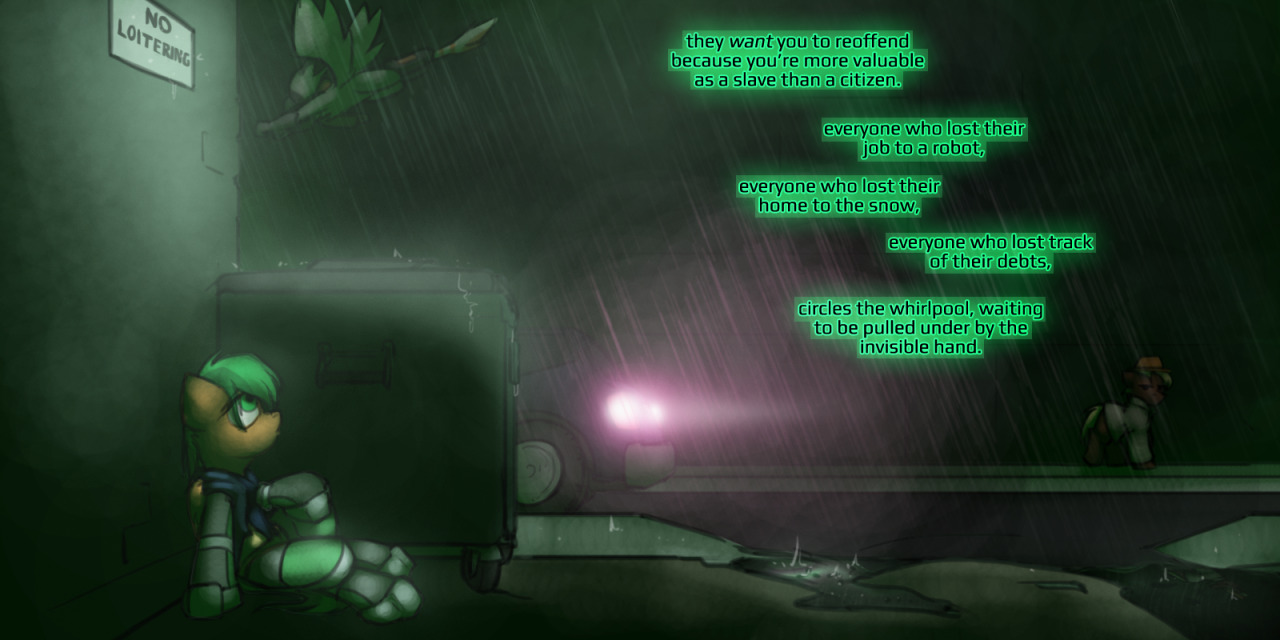 NO
LOITERING
they want you to reoffend
because you're more valuable
as a slave than a citizen.
everyone who lost their
job to a robot,
everyone who lost their
home to the snow,
everyone who lost track
of their debts,
circles the whirlpool, waiting
to be pulled under by the
invisible hand.